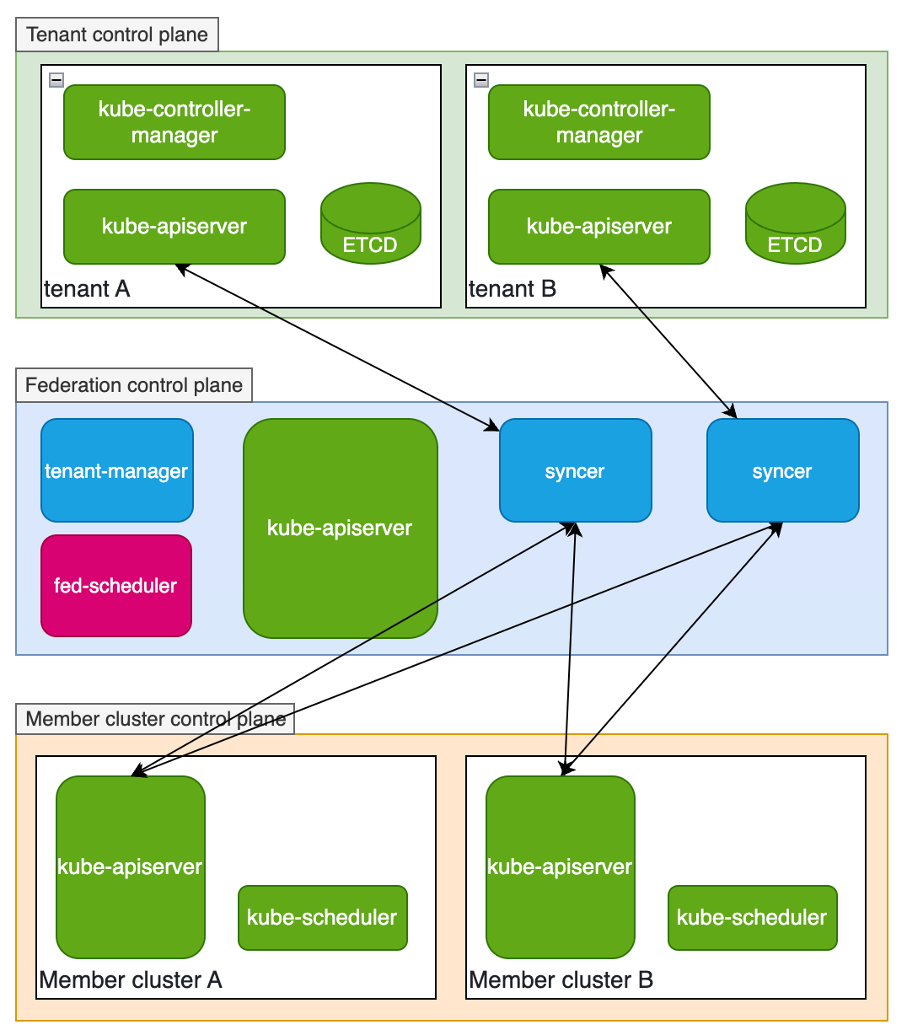 Tenant control plane
kube-controller-
manager
kube-apiserver
ETCD
tenant A
kube-controller-
manager
kube-apiserver
ETCD
tenant B
Federation control plane
tenant-manager
fed-scheduler
kube-apiserver
syncer
syncer
Member cluster control plane
kube-apiserver
kube-scheduler
Member cluster A
kube-apiserver
kube-scheduler
Member cluster B